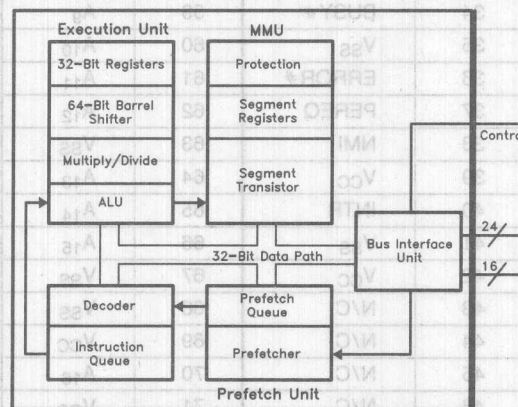 Execution Unit
MMU
32-Bit Registers
64-Bit Barrel
Shifter
Multiply/Divide
ALU
Protection
Segment
Registers
Segment
Transistor
32-Bit Data Path
Bus Interface
Unit
24
16
Decoder
Instruction
Queue
Prefetch
Queue
Prefetcher
Prefetch Unit